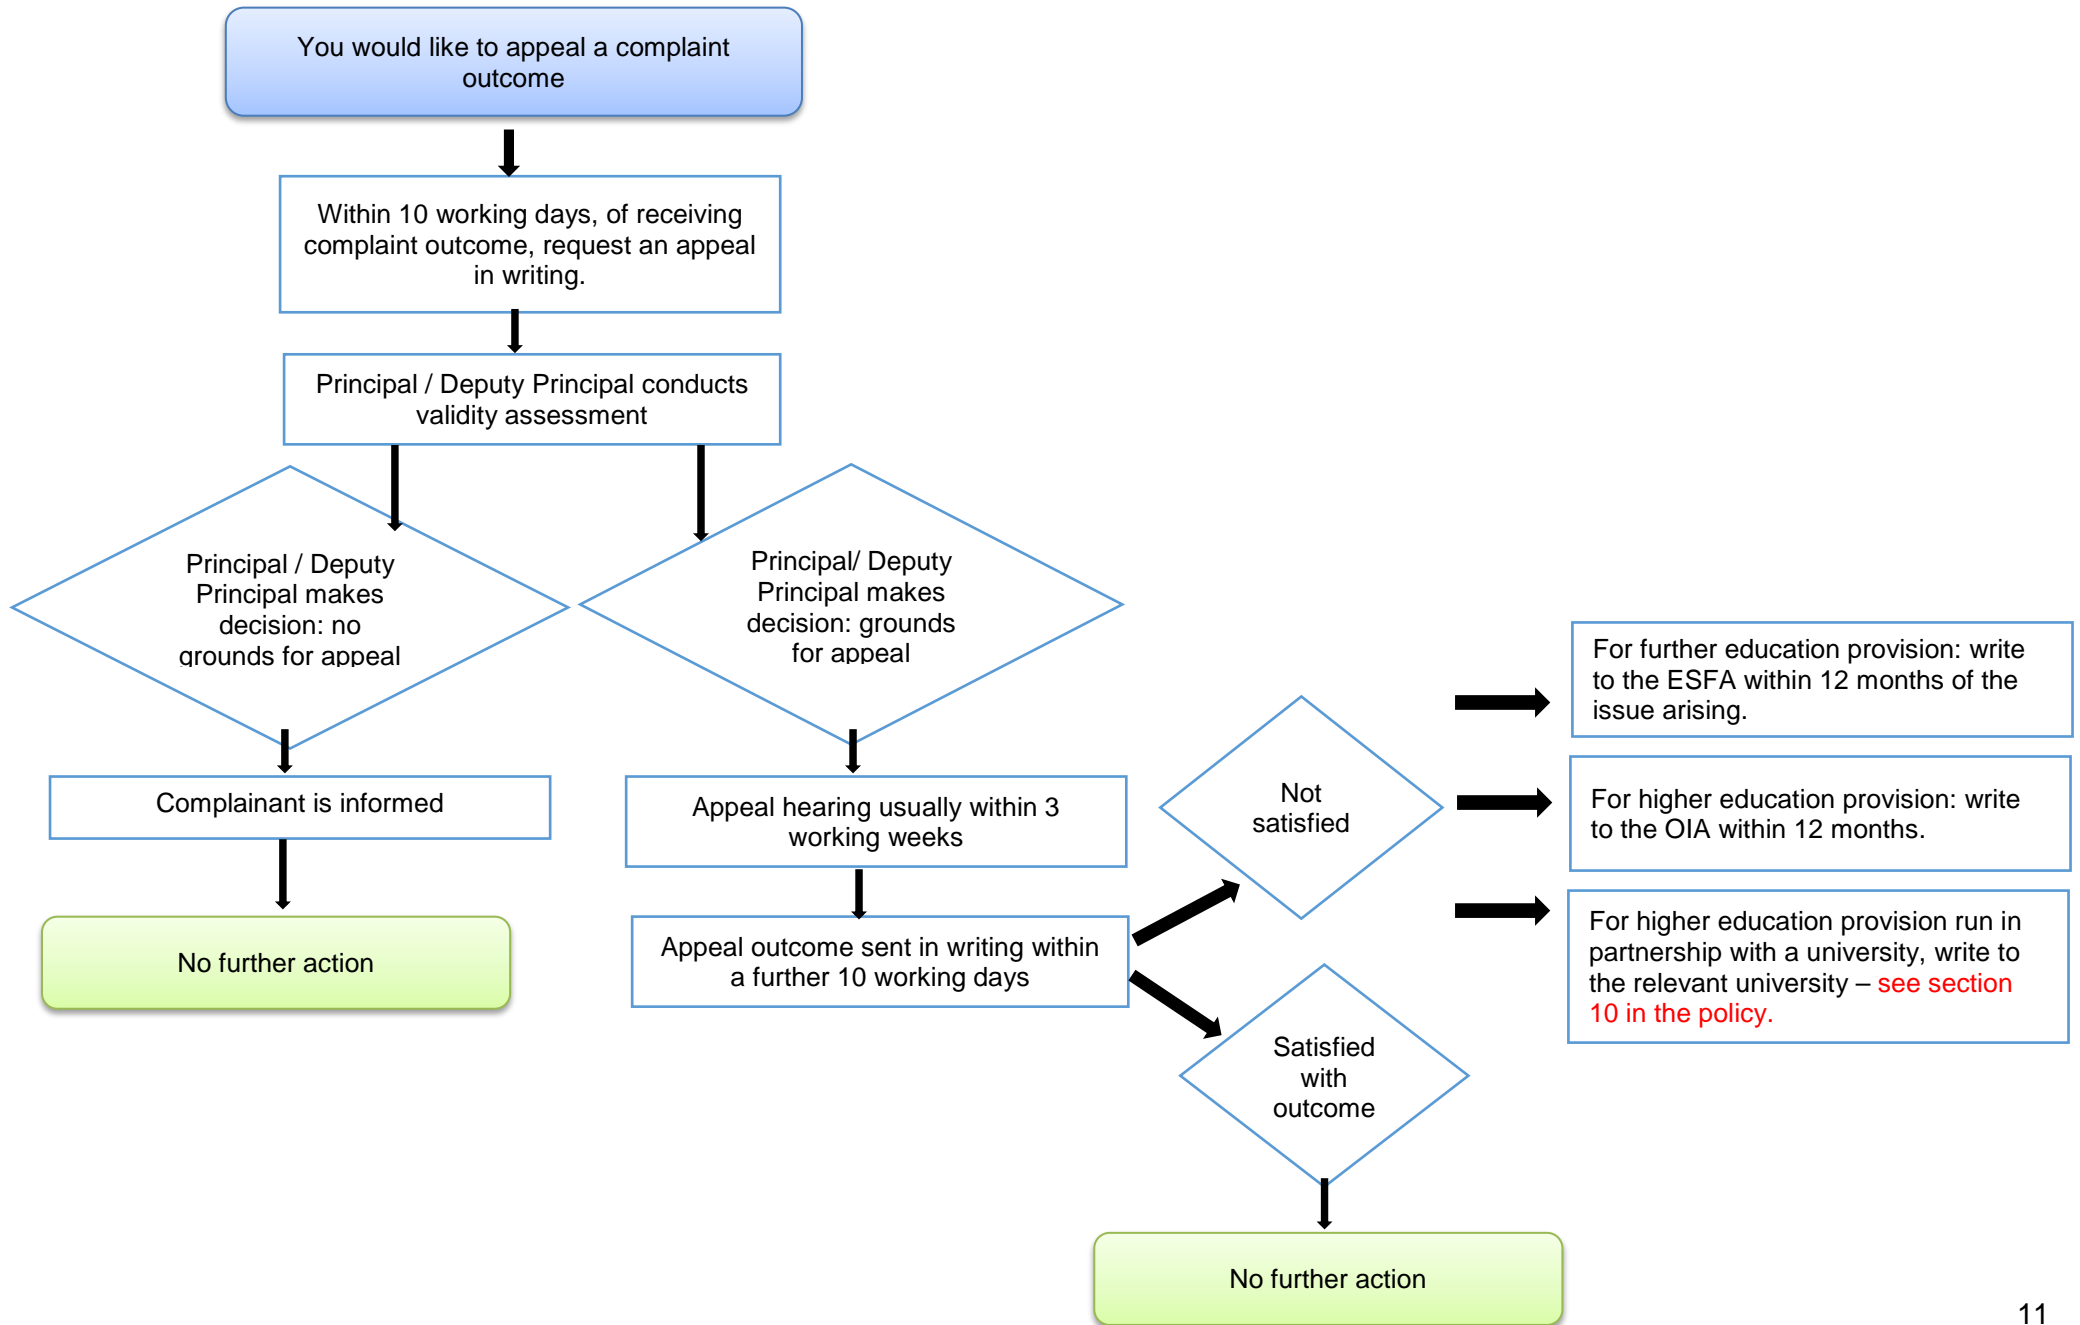 You would like to appeal a complaint
outcome
Within 10 working days, of receiving
complaint outcome, request an appeal
in writing.
Principal / Deputy Principal conducts
validity assessment
Principal / Deputy
Principal makes
decision: no
grounds for appeal
Principal/ Deputy
Principal makes
decision: grounds
for appeal
Complainant is informed
No further action
Appeal hearing usually within 3
working weeks
Appeal outcome sent in writing within
a further 10 working days
Not
satisfied
Satisfied
with
outcome
No further action
For further education provision: write
to the ESFA within 12 months of the
issue arising.
For higher education provision: write
to the OIA within 12 months.
For higher education provision run in
partnership with a university, write to
the relevant university – see section
10 in the policy.
11